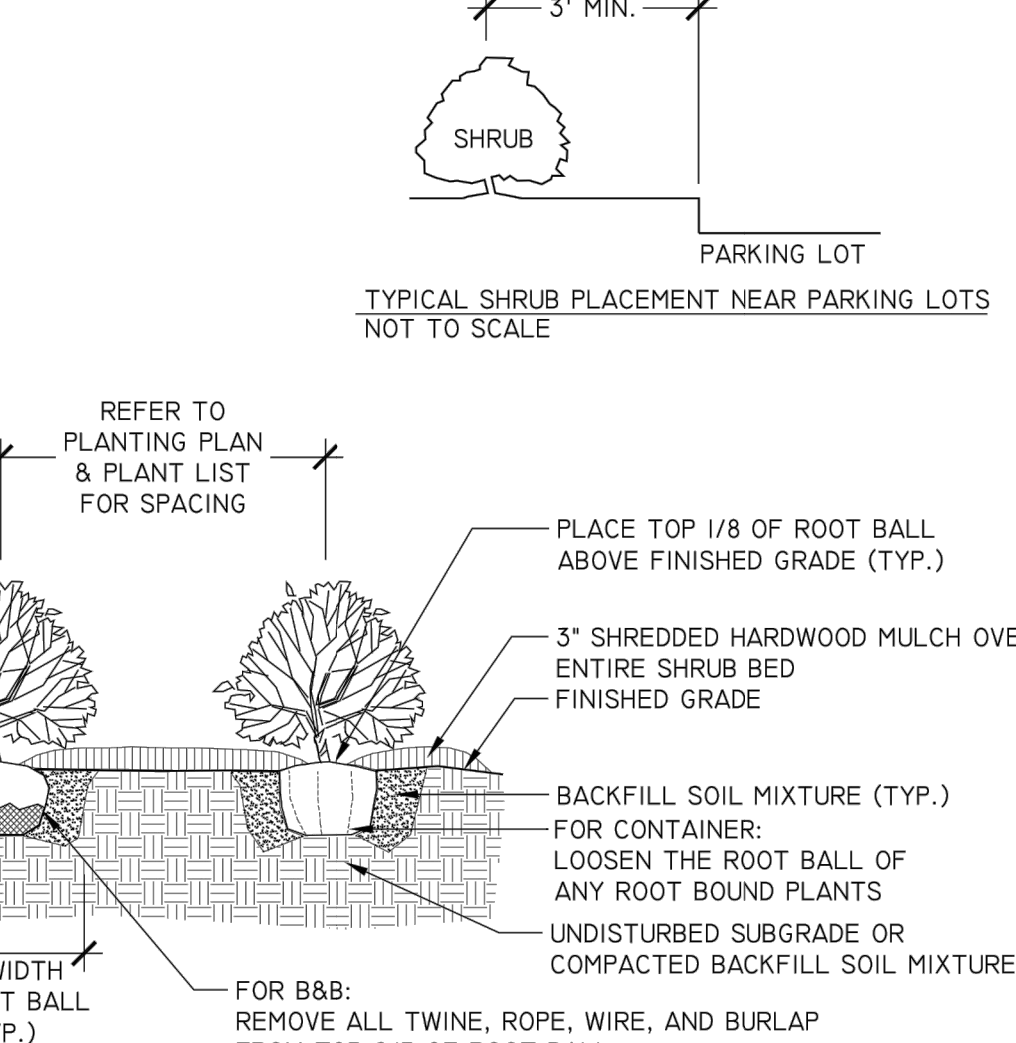 3' MIN.
SHRUB
PARKING LOT
TYPICAL SHRUB PLACEMENT NEAR PARKING LOTS
NOT TO SCALE
REFER TO
PLANTING PLAN
& PLANT LIST
FOR SPACING
PLACE TOP 1/8 OF ROOT BALL
ABOVE FINISHED GRADE (TYP.)
3" SHREDDED HARDWOOD MULCH
ENTIRE SHRUB BED
FINISHED GRADE
BACKFILL SOIL MIXTURE (TYP.)
FOR CONTAINER:
LOOSEN THE ROOT BALL OF
ANY ROOT BOUND PLANTS
UNDISTURBED SUBGRADE OR
COMPACTED BACKFILL SOIL MIXTURE
BALL
FOR B&B:
REMOVE ALL TWINE, ROPE, WIRE, AND BURLAP